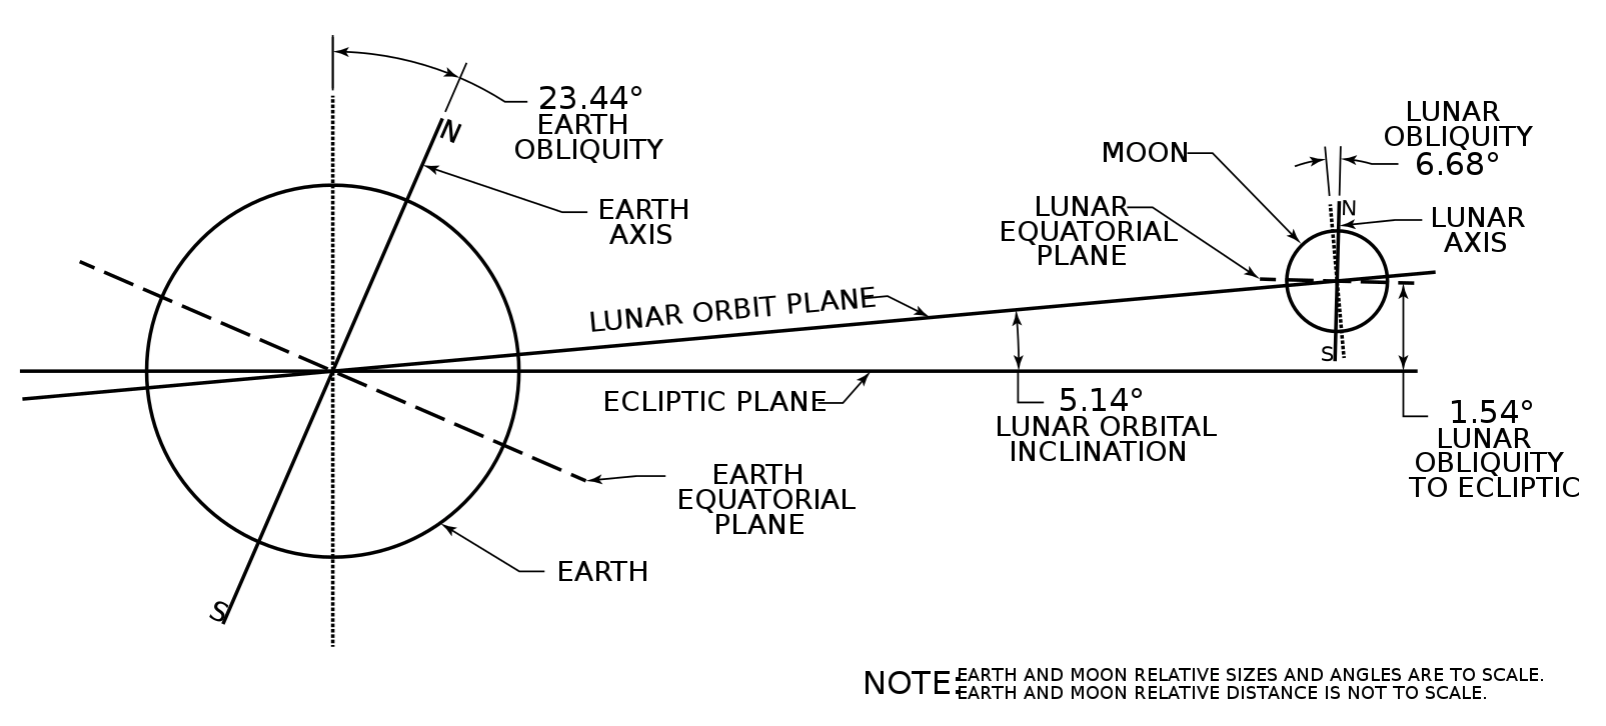 23.44°
EARTH
OBLIQUITY
N
EARTH
AXIS
LUNAR
OBLIQUITY
6.68°
MOON
LUNAR
EQUATORIAL
PLANE
N
LUNAR
AXIS
LUNAR ORBIT PLANE
S
ECLIPTIC PLANE
5.14°
LUNAR ORBITAL
INCLINATION
1.54°
LUNAR
OBLIQUITY
TO ECLIPTIC
EARTH
EQUATORIAL
PLANE
EARTH
S
NOTE:
EARTH AND MOON RELATIVE SIZES AND ANGLES ARE TO SCALE.
EARTH AND MOON RELATIVE DISTANCE IS NOT TO SCALE.